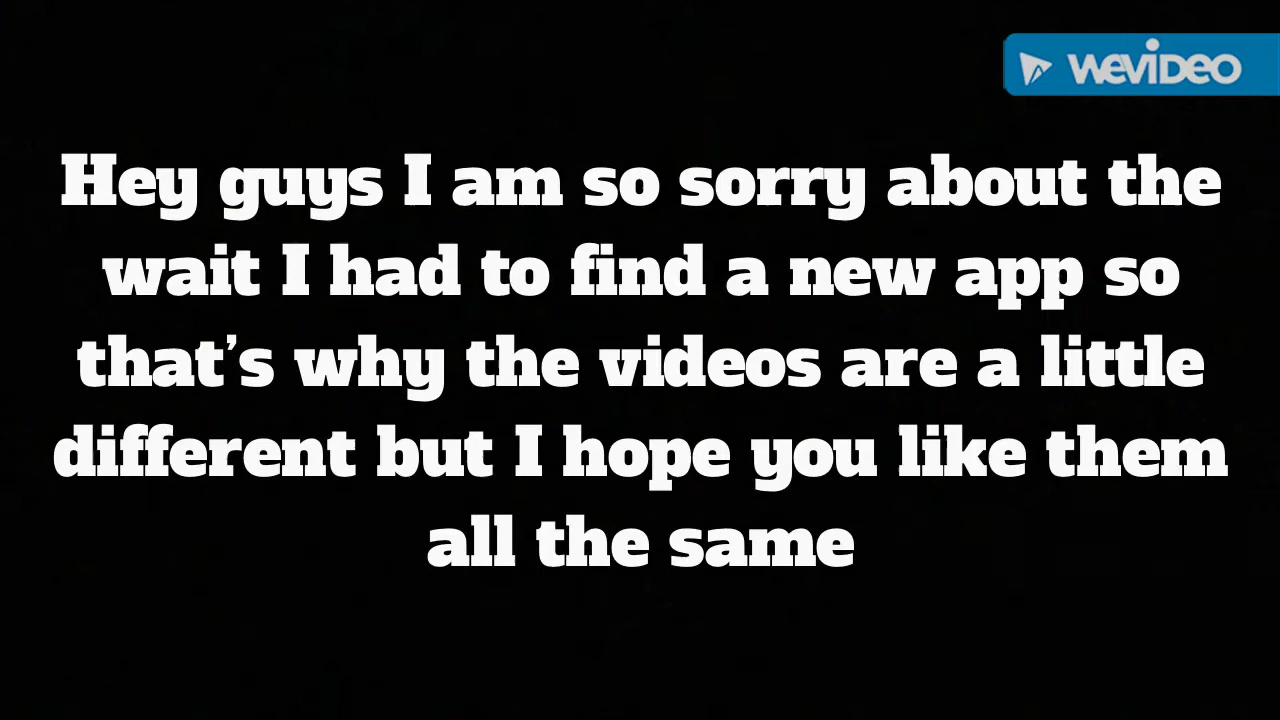 WeVideo
Hey guys I am so sorry about the
wait I had to find a new app so
that's why the videos are a little
different but I hope you like them
all the same